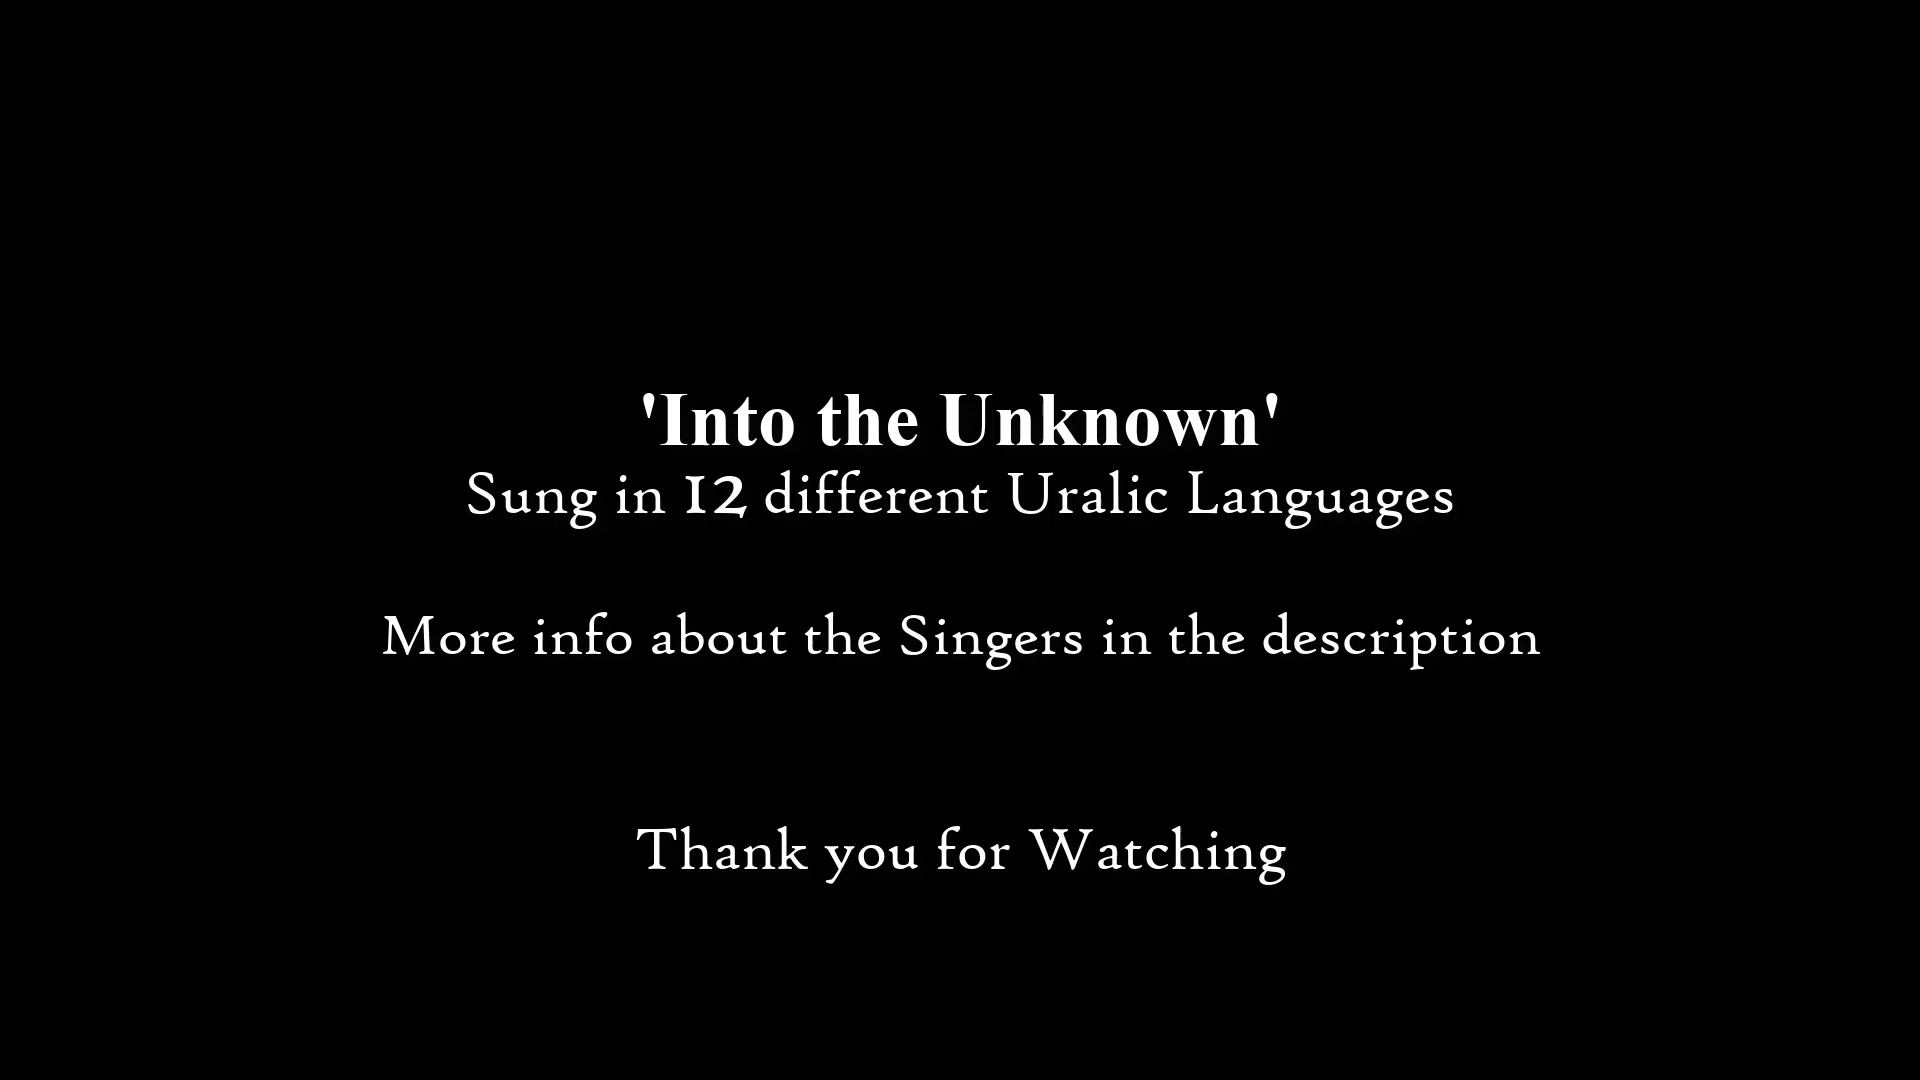 'Into the Unknown'
Sung in 12 different Uralic Languages
More info about the Singers in the description
Thank you for Watching